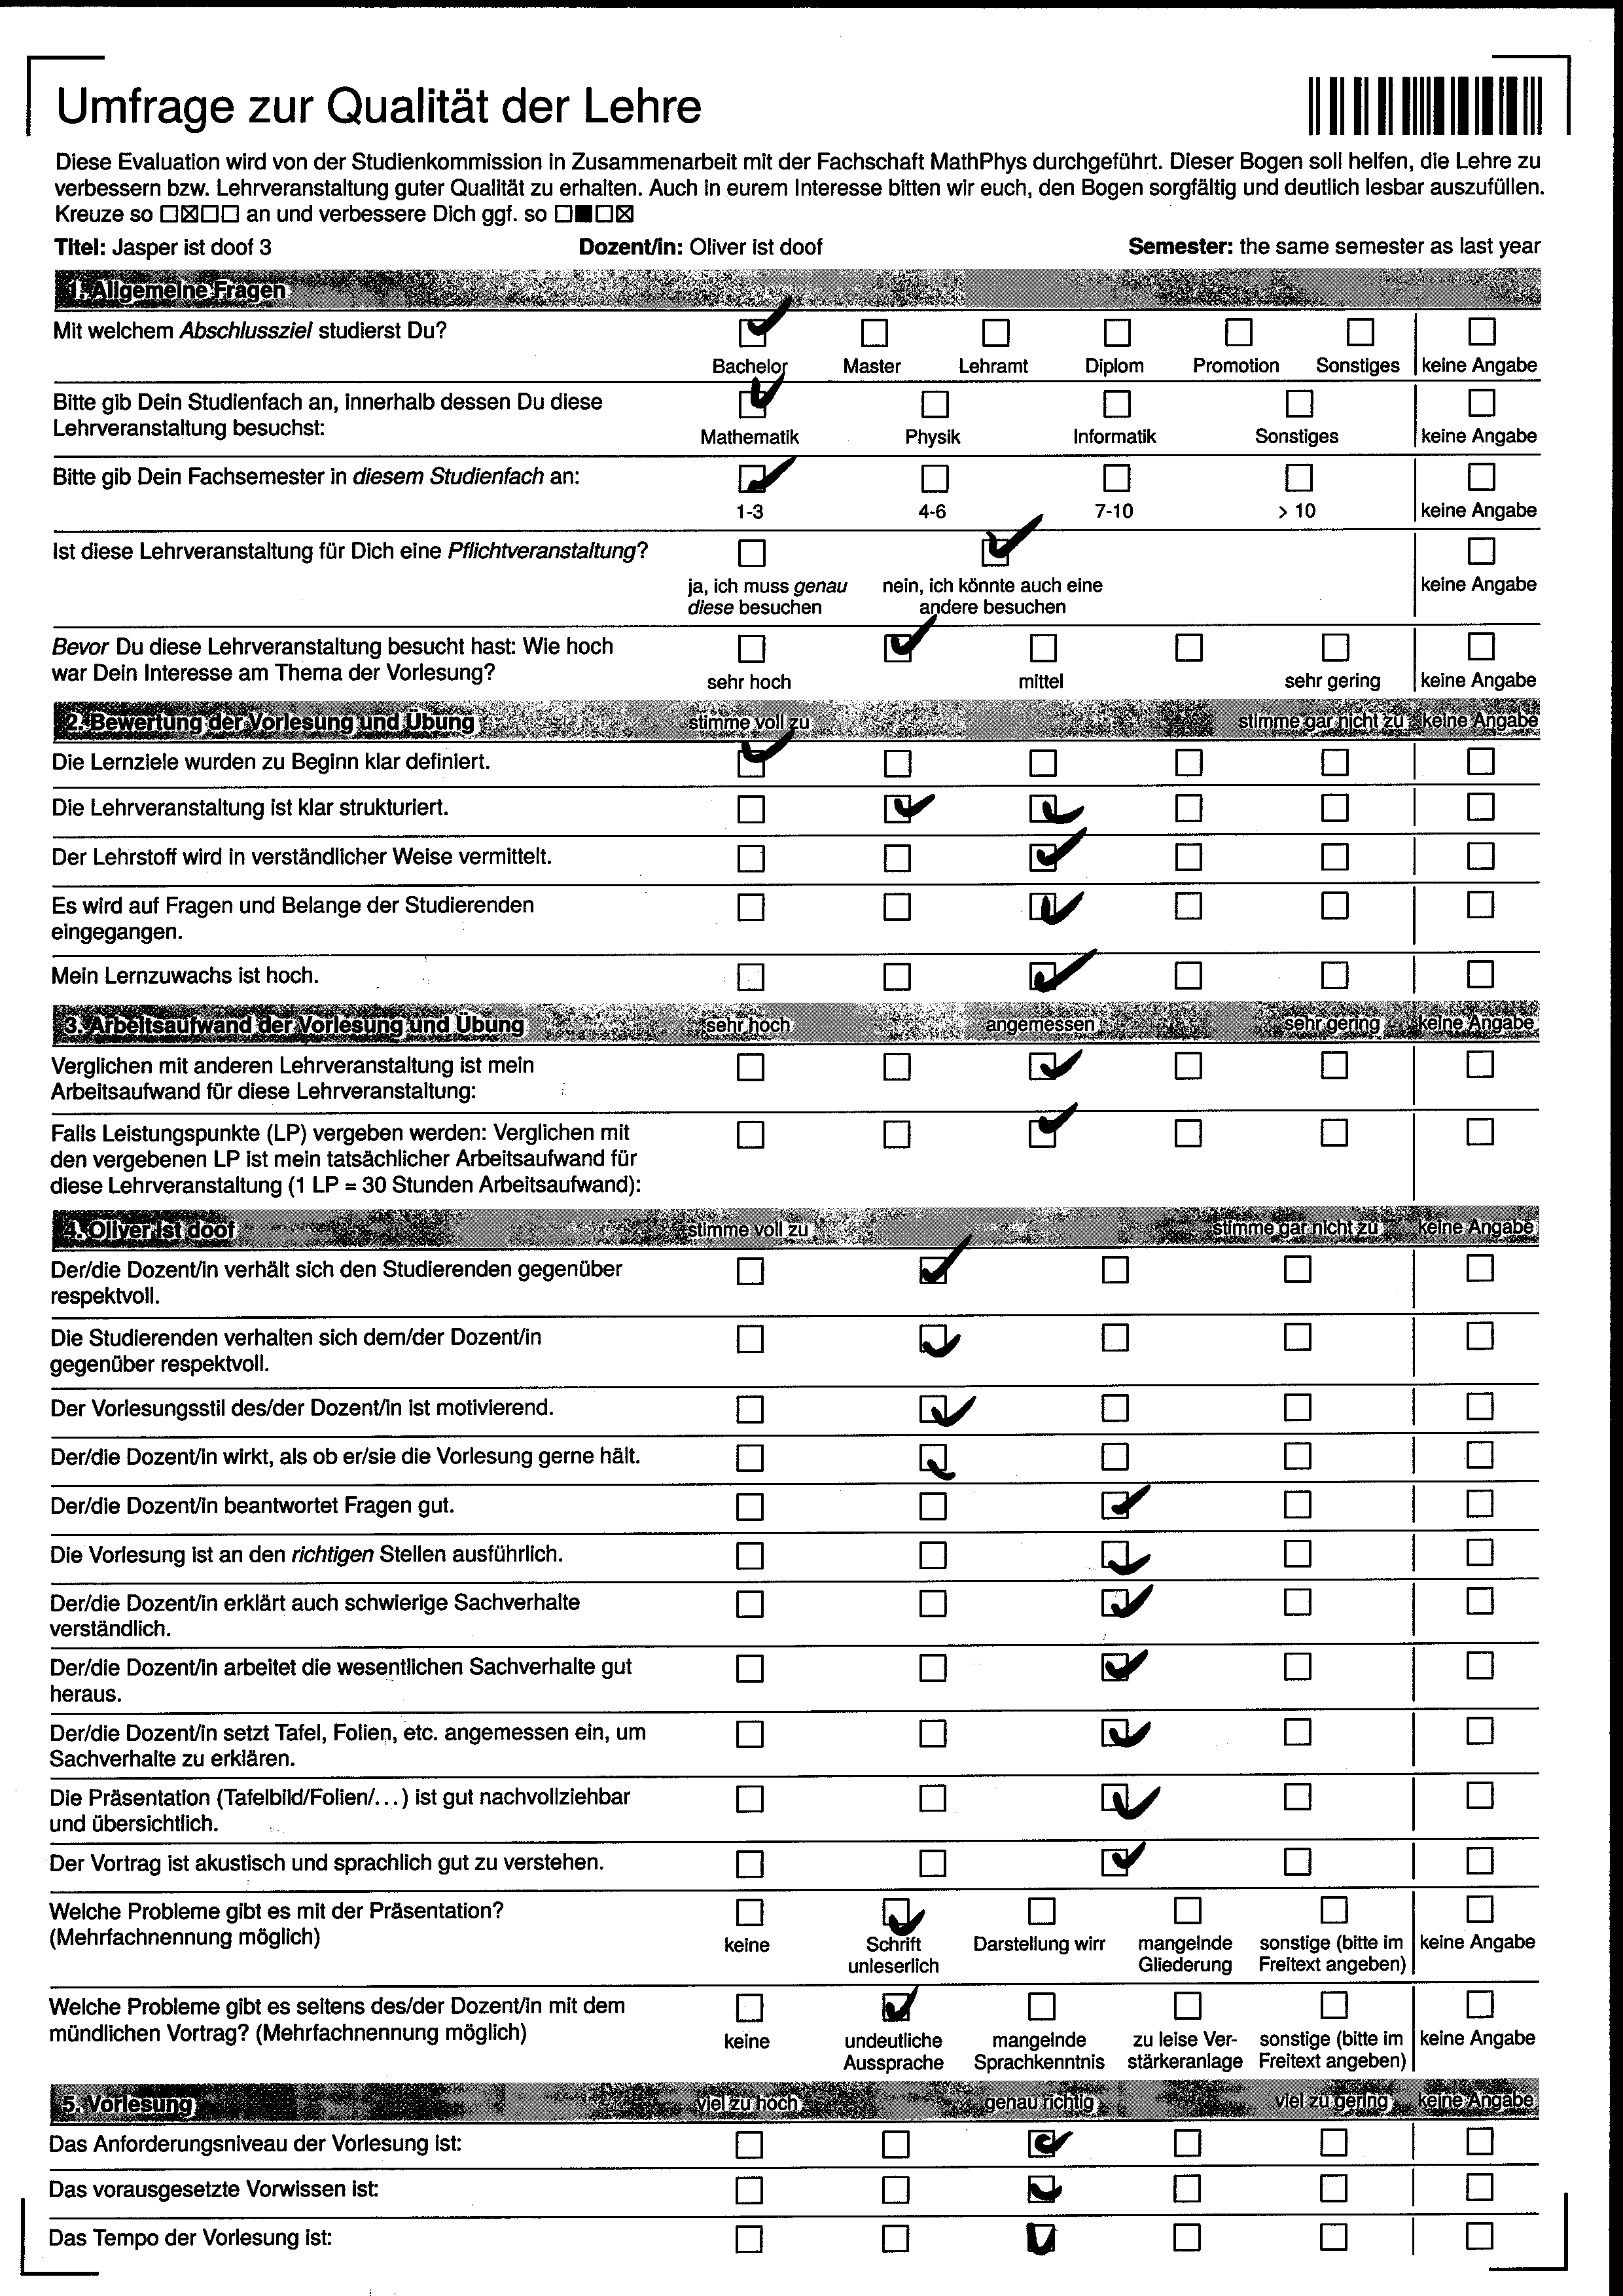 Umfrage zur Qualität der Lehre
Diese Evaluation wird von der Studienkommission in Zusammenarbeit mit der Fachschaft MathPhys durchgeführt. Dieser Bogen soll helfen, die Lehre zu
verbessern bzw. Lehrveranstaltung guter Qualität zu erhalten. Auch in eurem Interesse bitten wir euch, den Bogen sorgfältig und deutlich lesbar auszufüllen.
Kreuze so ☐☒☐☐ an und verbessere Dich ggf. so ☐■☐☒
Titel: Jasper ist doof 3 Dozent/in: Oliver ist doof Semester: the same semester as last year
1. Allgemeine Fragen
Mit welchem Abschlussziel studierst Du?
Bachelor Master Lehramt Diplom Promotion Sonstiges keine Angabe
Bitte gib Dein Studienfach an, innerhalb dessen Du diese
Lehrveranstaltung besuchst:
Mathematik Physik Informatik Sonstiges keine Angabe
Bitte gib Dein Fachsemester in diesem Studienfach an:
1-3 4-6 7-10 > 10 keine Angabe
Ist diese Lehrveranstaltung für Dich eine Pflichtveranstaltung?
ja, ich muss genau nein, ich könnte auch eine keine Angabe
diese besuchen andere besuchen
Bevor Du diese Lehrveranstaltung besucht hast: Wie hoch
war Dein Interesse am Thema der Vorlesung?
sehr hoch mittel sehr gering keine Angabe
2. Bewertung der Vorlesung und Übung stimme voll zu stimme gar nicht zu keine Angabe
Die Lernziele wurden zu Beginn klar definiert.
Die Lehrveranstaltung ist klar strukturiert.
Der Lehrstoff wird in verständlicher Weise vermittelt.
Es wird auf Fragen und Belange der Studierenden
eingegangen.
Mein Lernzuwachs ist hoch.
3. Arbeitsaufwand der Vorlesung und Übung sehr hoch angemessen sehr gering keine Angabe
Verglichen mit anderen Lehrveranstaltung ist mein
Arbeitsaufwand für diese Lehrveranstaltung:
Falls Leistungspunkte (LP) vergeben werden: Verglichen mit
den vergebenen LP ist mein tatsächlicher Arbeitsaufwand für
diese Lehrveranstaltung (1 LP = 30 Stunden Arbeitsaufwand):
4. Oliver ist doof stimme voll zu stimme gar nicht zu keine Angabe
Der/die Dozent/in verhält sich den Studierenden gegenüber
respektvoll.
Die Studierenden verhalten sich dem/der Dozent/in
gegenüber respektvoll.
Der Vorlesungsstil des/der Dozent/in ist motivierend.
Der/die Dozent/in wirkt, als ob er/sie die Vorlesung gerne hält.
Der/die Dozent/in beantwortet Fragen gut.
Die Vorlesung ist an den richtigen Stellen ausführlich.
Der/die Dozent/in erklärt auch schwierige Sachverhalte
verständlich.
Der/die Dozent/in arbeitet die wesentlichen Sachverhalte gut
heraus.
Der/die Dozent/in setzt Tafel, Folien, etc. angemessen ein, um
Sachverhalte zu erklären.
Die Präsentation (Tafelbild/Folien/...) ist gut nachvollziehbar
und übersichtlich.
Der Vortrag ist akustisch und sprachlich gut zu verstehen.
Welche Probleme gibt es mit der Präsentation?
(Mehrfachnennung möglich)
keine Schrift Darstellung wirr mangelnde sonstige (bitte im keine Angabe
unleserlich Gliederung Freitext angeben)
Welche Probleme gibt es seitens des/der Dozent/in mit dem
mündlichen Vortrag? (Mehrfachnennung möglich)
keine undeutliche mangelnde zu leise Ver- sonstige (bitte im keine Angabe
Aussprache Sprachkenntnis stärkeranlage Freitext angeben)
5. Vorlesung viel zu hoch genau richtig viel zu gering keine Angabe
Das Anforderungsniveau der Vorlesung ist:
Das vorausgesetzte Vorwissen ist:
Das Tempo der Vorlesung ist: